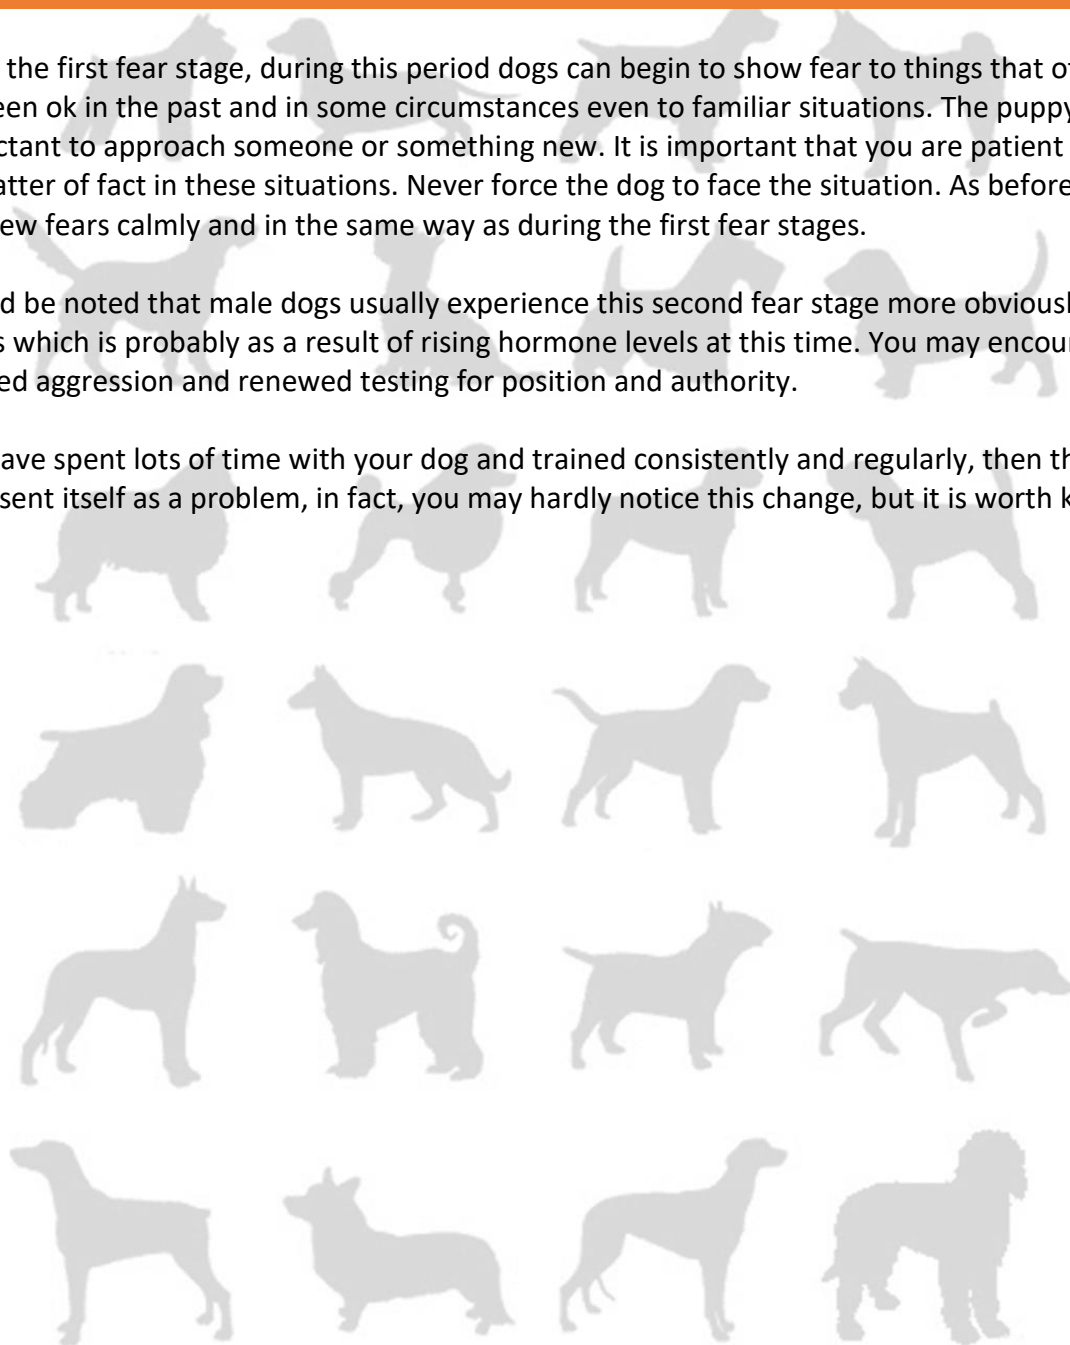 the first fear stage, during this period dogs can begin to show fear to things that of
een ok in the past and in some circumstances even to familiar situations. The puppy
ctant to approach someone or something new. It is important that you are patient
atter of fact in these situations. Never force the dog to face the situation. As before
ew fears calmly and in the same way as during the first fear stages.
d be noted that male dogs usually experience this second fear stage more obviousl
s which is probably as a result of rising hormone levels at this time. You may encour
ed aggression and renewed testing for position and authority.
ave spent lots of time with your dog and trained consistently and regularly, then th
sent itself as a problem, in fact, you may hardly notice this change, but it is worth k